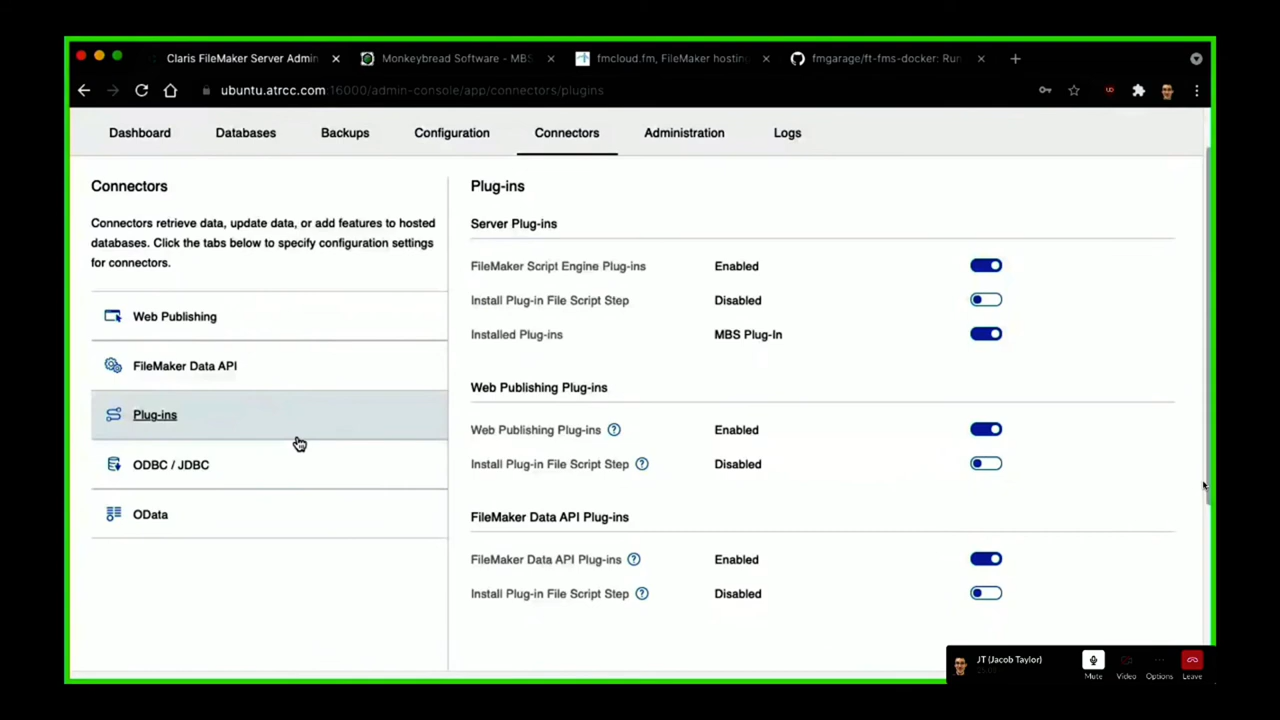 Claris FileMaker Server Admin
Monkeybread Software - MBS
fmcloud.fm, FileMaker hosting
fmgarage/ft-fms-docker: Run
ubuntu.atrcc.com:16000/admin-console/app/connectors/plugins
Dashboard
Databases
Backups
Configuration
Connectors
Administration
Logs
Connectors
Connectors retrieve data, update data, or add features to hosted
databases. Click the tabs below to specify configuration settings
for connectors.
Web Publishing
FileMaker Data API
Plug-ins
ODBC / JDBC
OData
Plug-ins
Server Plug-ins
FileMaker Script Engine Plug-ins Enabled
Install Plug-in File Script Step Disabled
Installed Plug-ins MBS Plug-In
Web Publishing Plug-ins
Web Publishing Plug-ins ? Enabled
Install Plug-in File Script Step ? Disabled
FileMaker Data API Plug-ins
FileMaker Data API Plug-ins ? Enabled
Install Plug-in File Script Step ? Disabled
JT (Jacob Taylor)
Mute
Video
Options
Leave